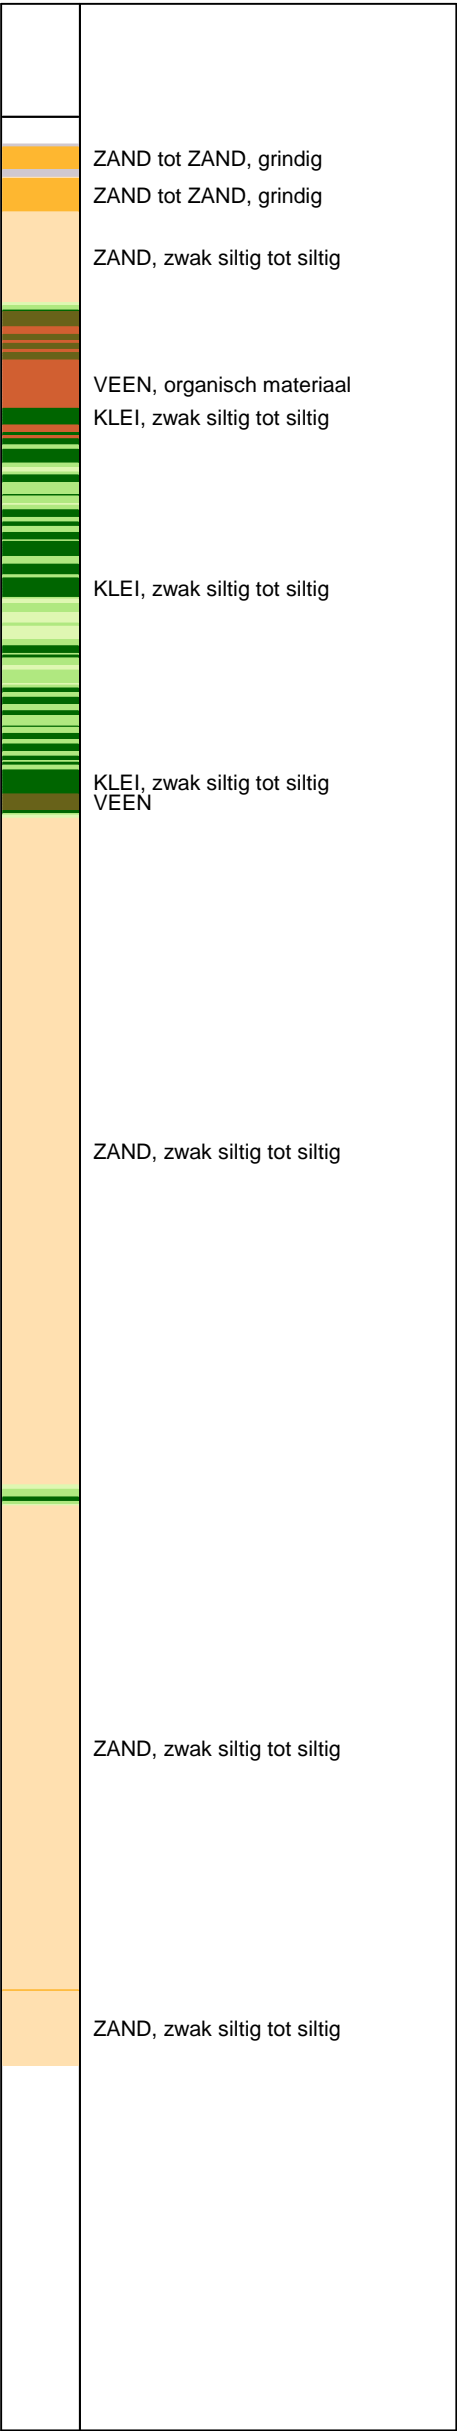 ZAND tot ZAND, grindig
ZAND tot ZAND, grindig
ZAND, zwak siltig tot siltig
VEEN, organisch materiaal
KLEI, zwak siltig tot siltig
KLEI, zwak siltig tot siltig
KLEI, zwak siltig tot siltig
VEEN
ZAND, zwak siltig tot siltig
ZAND, zwak siltig tot siltig
ZAND, zwak siltig tot siltig